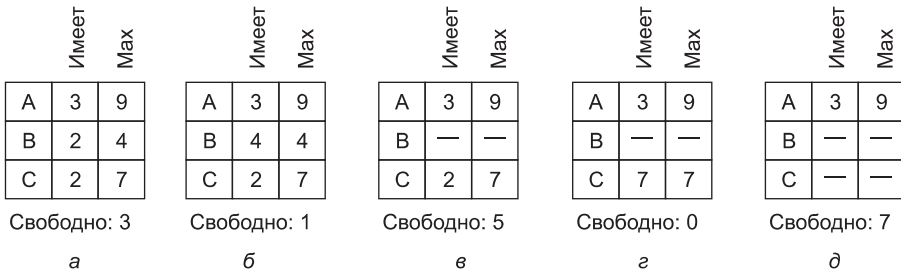 Имеет Max Имеет Max Имеет Max Имеет Max Имеет Max
A 3 9 A 3 9 A 3 9 A 3 9 A 3 9
B 2 4 B 4 4 B — — B — — B — —
C 2 7 C 2 7 C 2 7 C 7 7 C — —
Свободно: 3 Свободно: 1 Свободно: 5 Свободно: 0 Свободно: 7
а б в г д